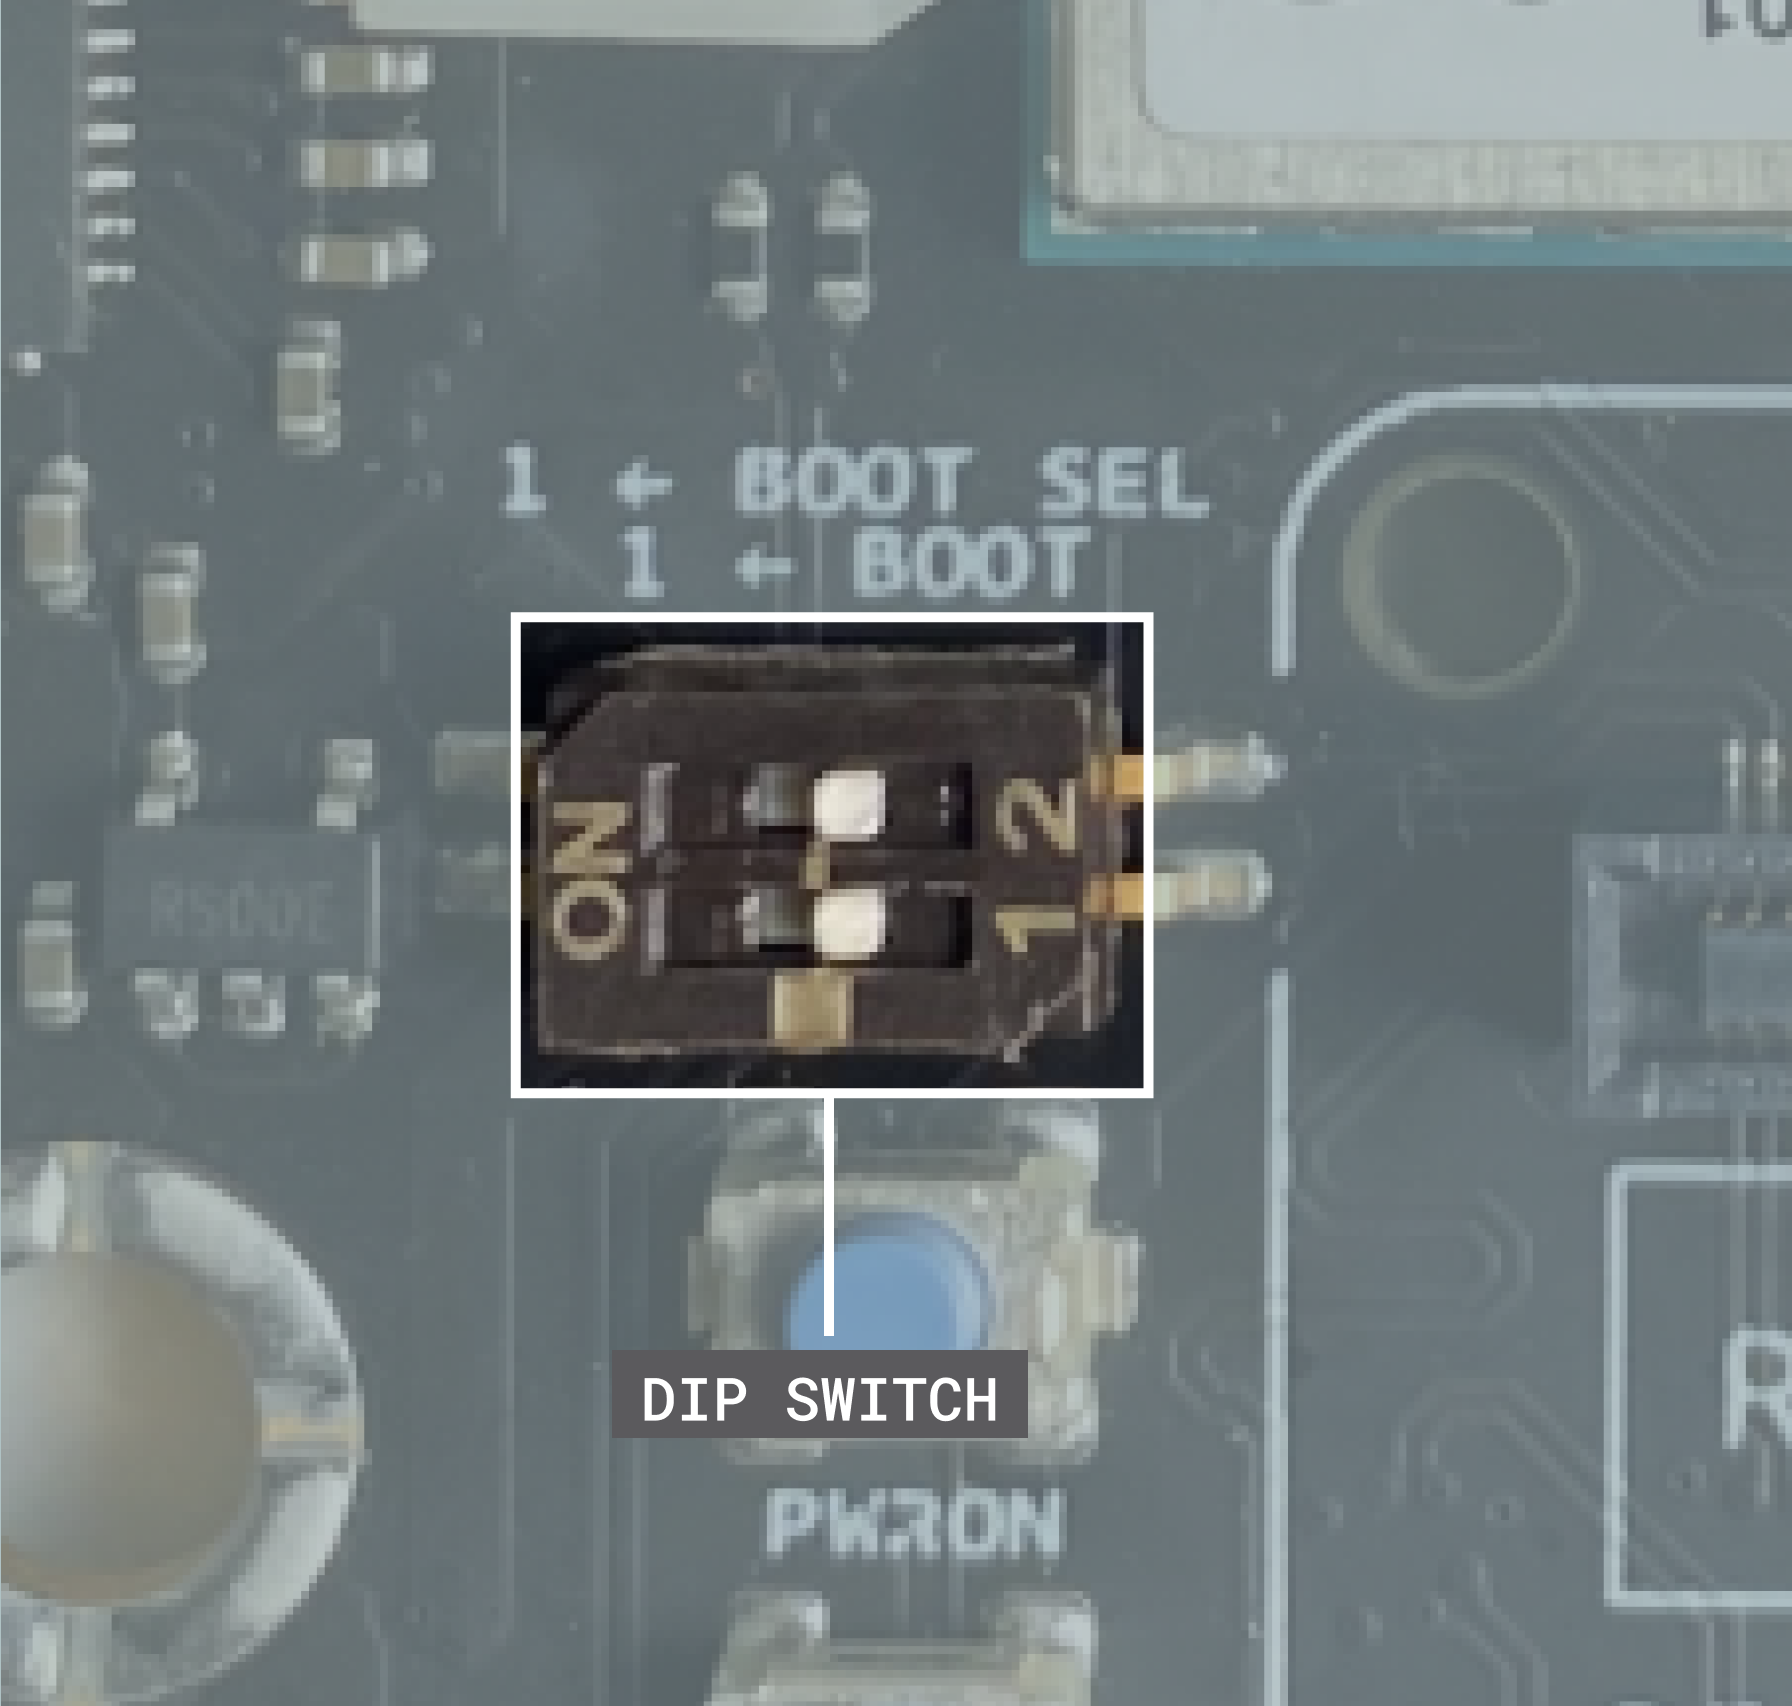 1 ← BOOT SEL
1 ← BOOT
ON
2
1
DIP SWITCH
PWRON
R